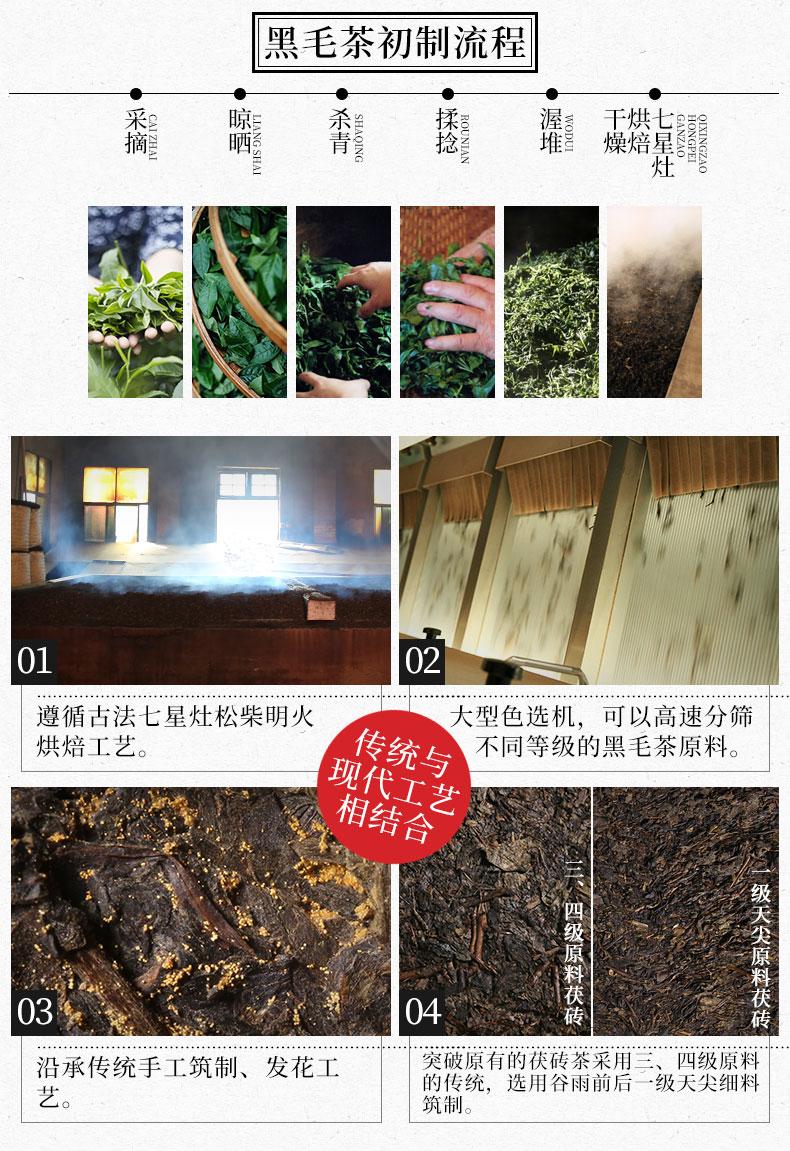 黑毛茶初制流程
采摘
CAI ZHAI
晾晒
LIANG SHAI
杀青
SHAQING
揉捻
ROUNIAN
渥堆
WODUI
七星灶
烘焙
干燥
QIXINGZAO
HONGPEI
GANZAO
01
遵循古法七星灶松柴明火
烘焙工艺。
02
大型色选机，可以高速分筛
不同等级的黑毛茶原料。
传统与
现代工艺
相结合
03
沿承传统手工筑制、发花工
艺。
三、四级原料茯砖
一级天尖原料茯砖
04
突破原有的茯砖茶采用三、四级原料
的传统，选用谷雨前后一级天尖细料
筑制。